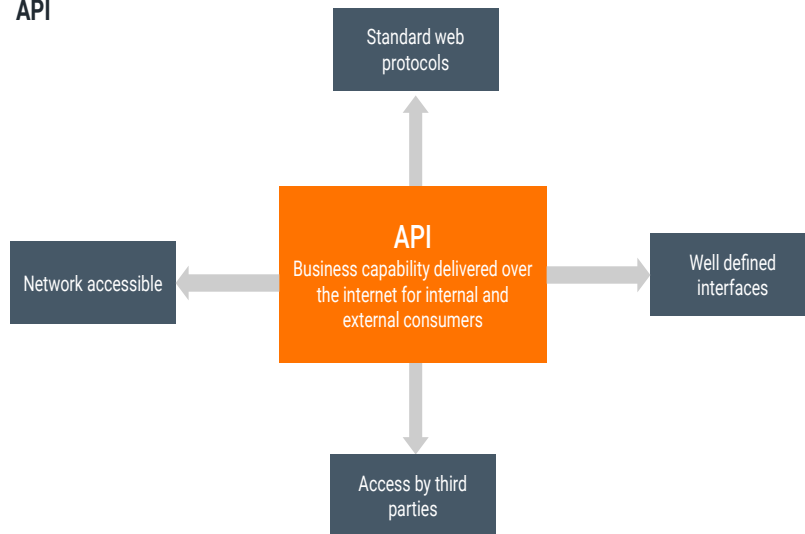 API
Standard web
protocols
API
Business capability delivered over
the internet for internal and
external consumers
Network accessible
Well defined
interfaces
Access by third
parties